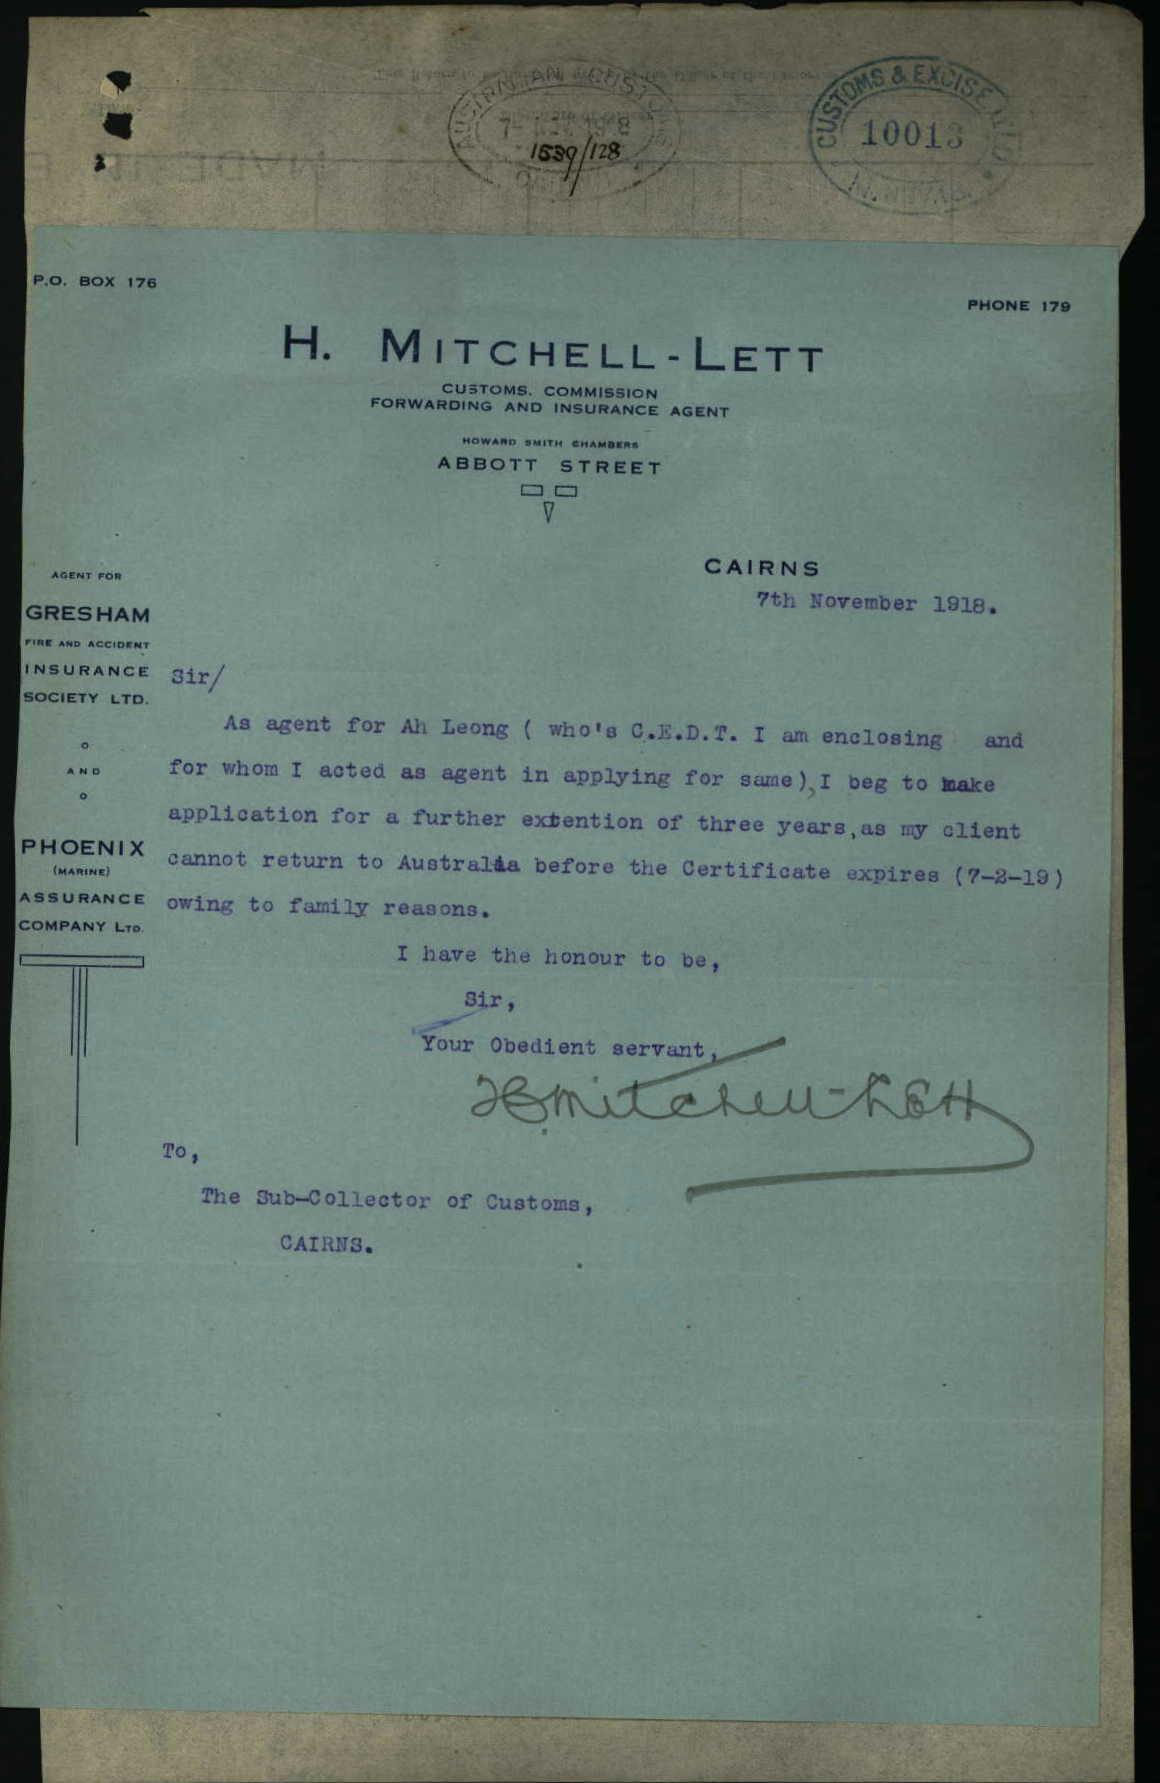 AUSTRALIAN CUSTOMS
1539/128
CUSTOMS & EXCISE
P.O. BOX 176
PHONE 179
H. MITCHELL-LETT
CUSTOMS. COMMISSION
FORWARDING AND INSURANCE AGENT
HOWARD SMITH CHAMBERS
ABBOTT STREET
CAIRNS
7th November 1918.
AGENT FOR
GRESHAM
FIRE AND ACCIDENT
INSURANCE
SOCIETY LTD.
AND
PHOENIX
(MARINE)
ASSURANCE
COMPANY LTD.
Sir/
As agent for Ah Leong ( who's C.E.D.T. I am enclosing and
for whom I acted as agent in applying for same), I beg to make
application for a further extention of three years,as my client
cannot return to Australia before the Certificate expires (7-2-19)
owing to family reasons.
I have the honour to be,
Sir,
Your Obedient servant,
HBMitchell-Lett
To,
The Sub-Collector of Customs,
CAIRNS.